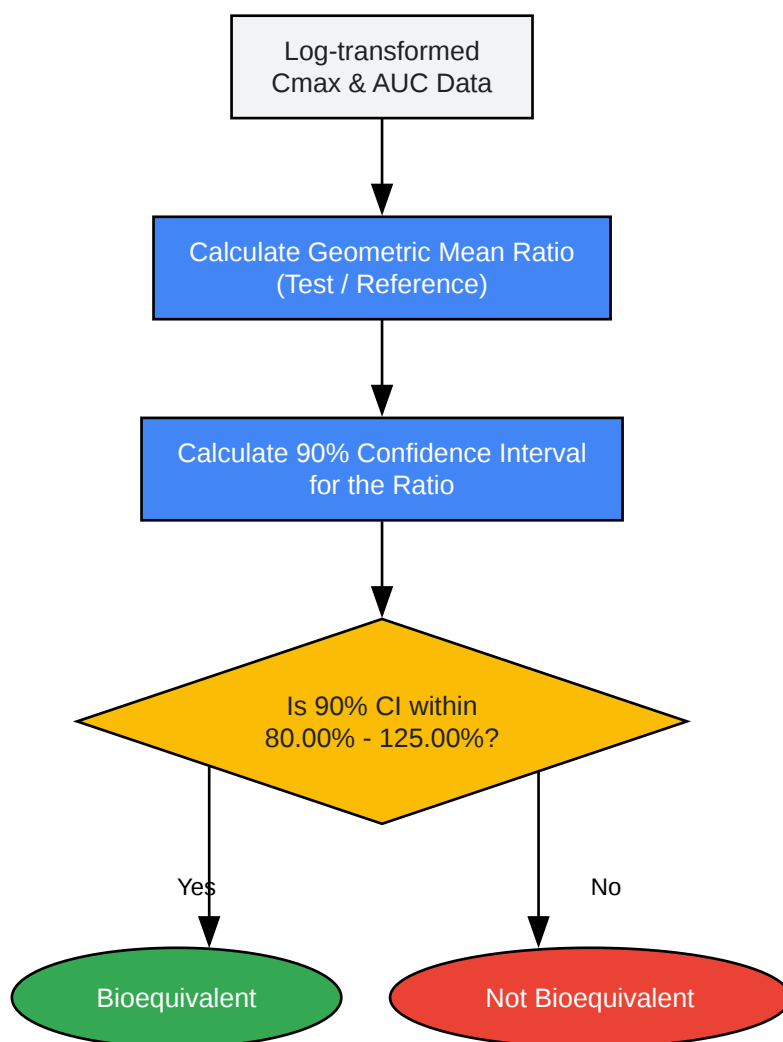 Log-transformed
Cmax & AUC Data
Calculate Geometric Mean Ratio
(Test / Reference)
Calculate 90% Confidence Interval
for the Ratio
Is 90% CI within
80.00% - 125.00%?
Yes
No
Bioequivalent
Not Bioequivalent